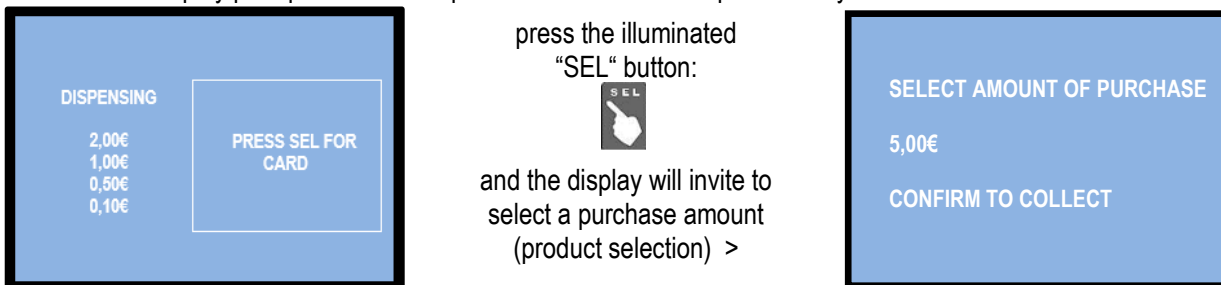 DISPENSING
2,00€
1,00€
0,50€
0,10€
PRESS SEL FOR
CARD
press the illuminated
“SEL“ button:
SEL
and the display will invite to
select a purchase amount
(product selection) >
SELECT AMOUNT OF PURCHASE
5,00€
CONFIRM TO COLLECT